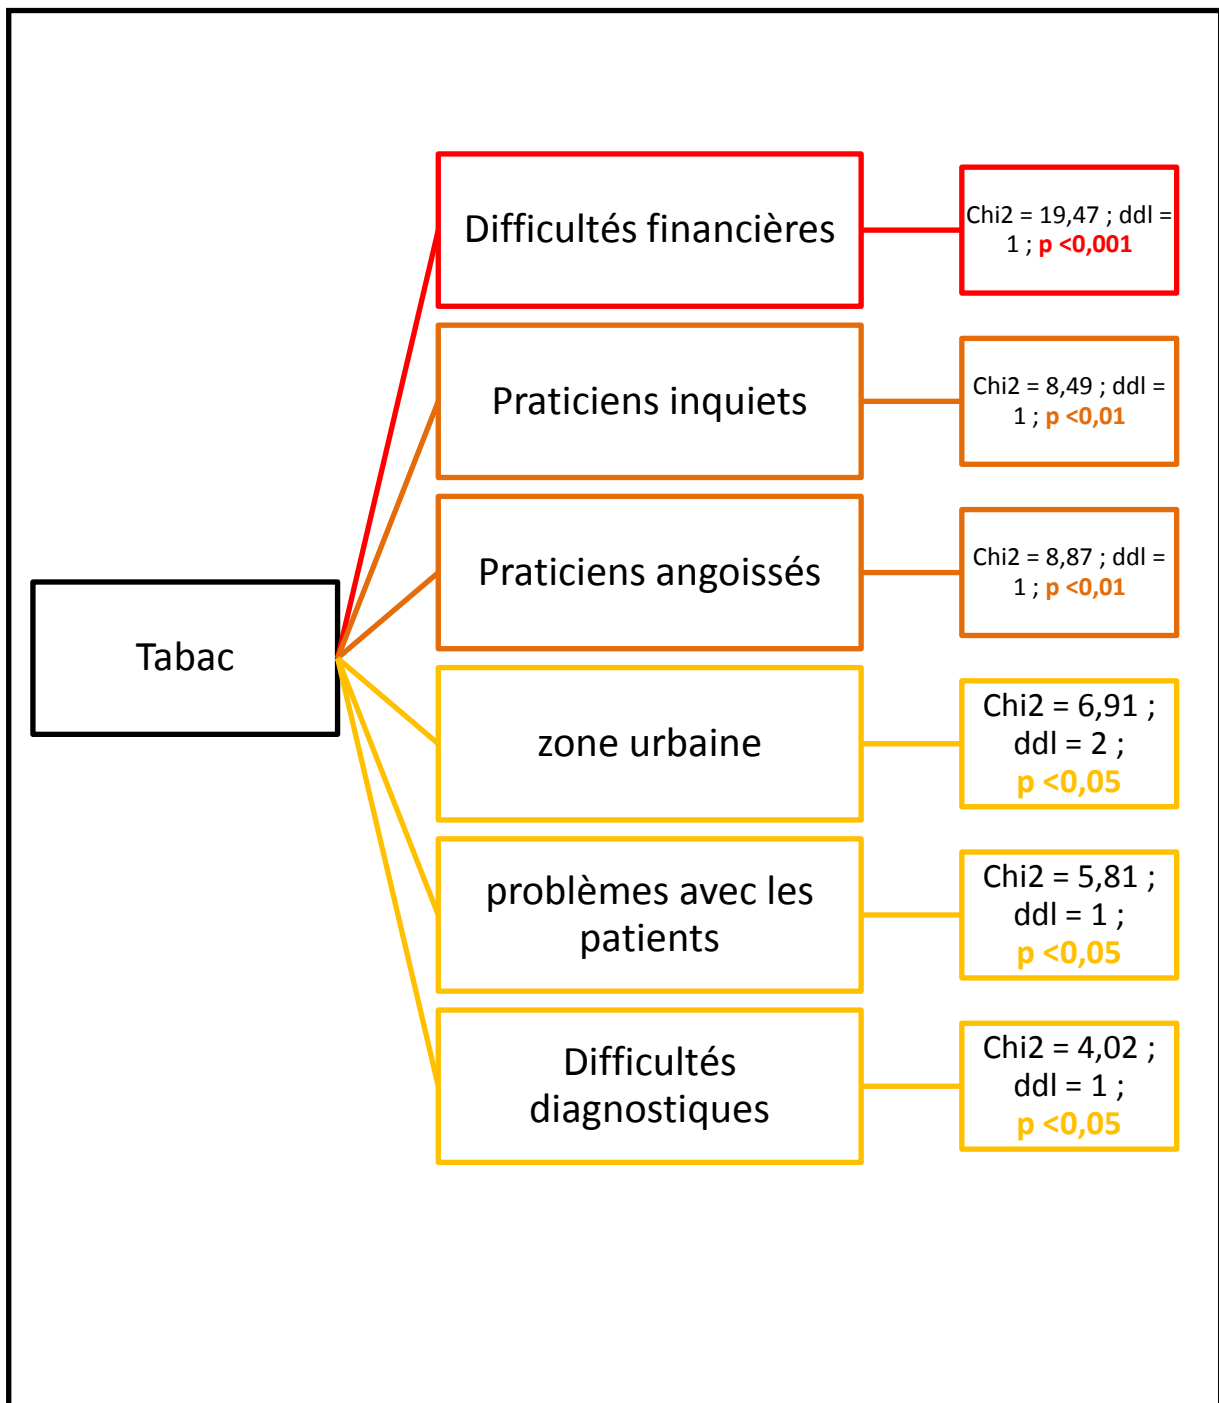 Difficultés financières
Chi2 = 19,47 ; ddl =
1 ; p <0,001
Praticiens inquiets
Chi2 = 8,49 ; ddl =
1 ; p <0,01
Praticiens angoissés
Chi2 = 8,87 ; ddl =
1 ; p <0,01
Tabac
zone urbaine
Chi2 = 6,91 ;
ddl = 2 ;
p <0,05
problèmes avec les
patients
Chi2 = 5,81 ;
ddl = 1 ;
p <0,05
Difficultés
diagnostiques
Chi2 = 4,02 ;
ddl = 1 ;
p <0,05